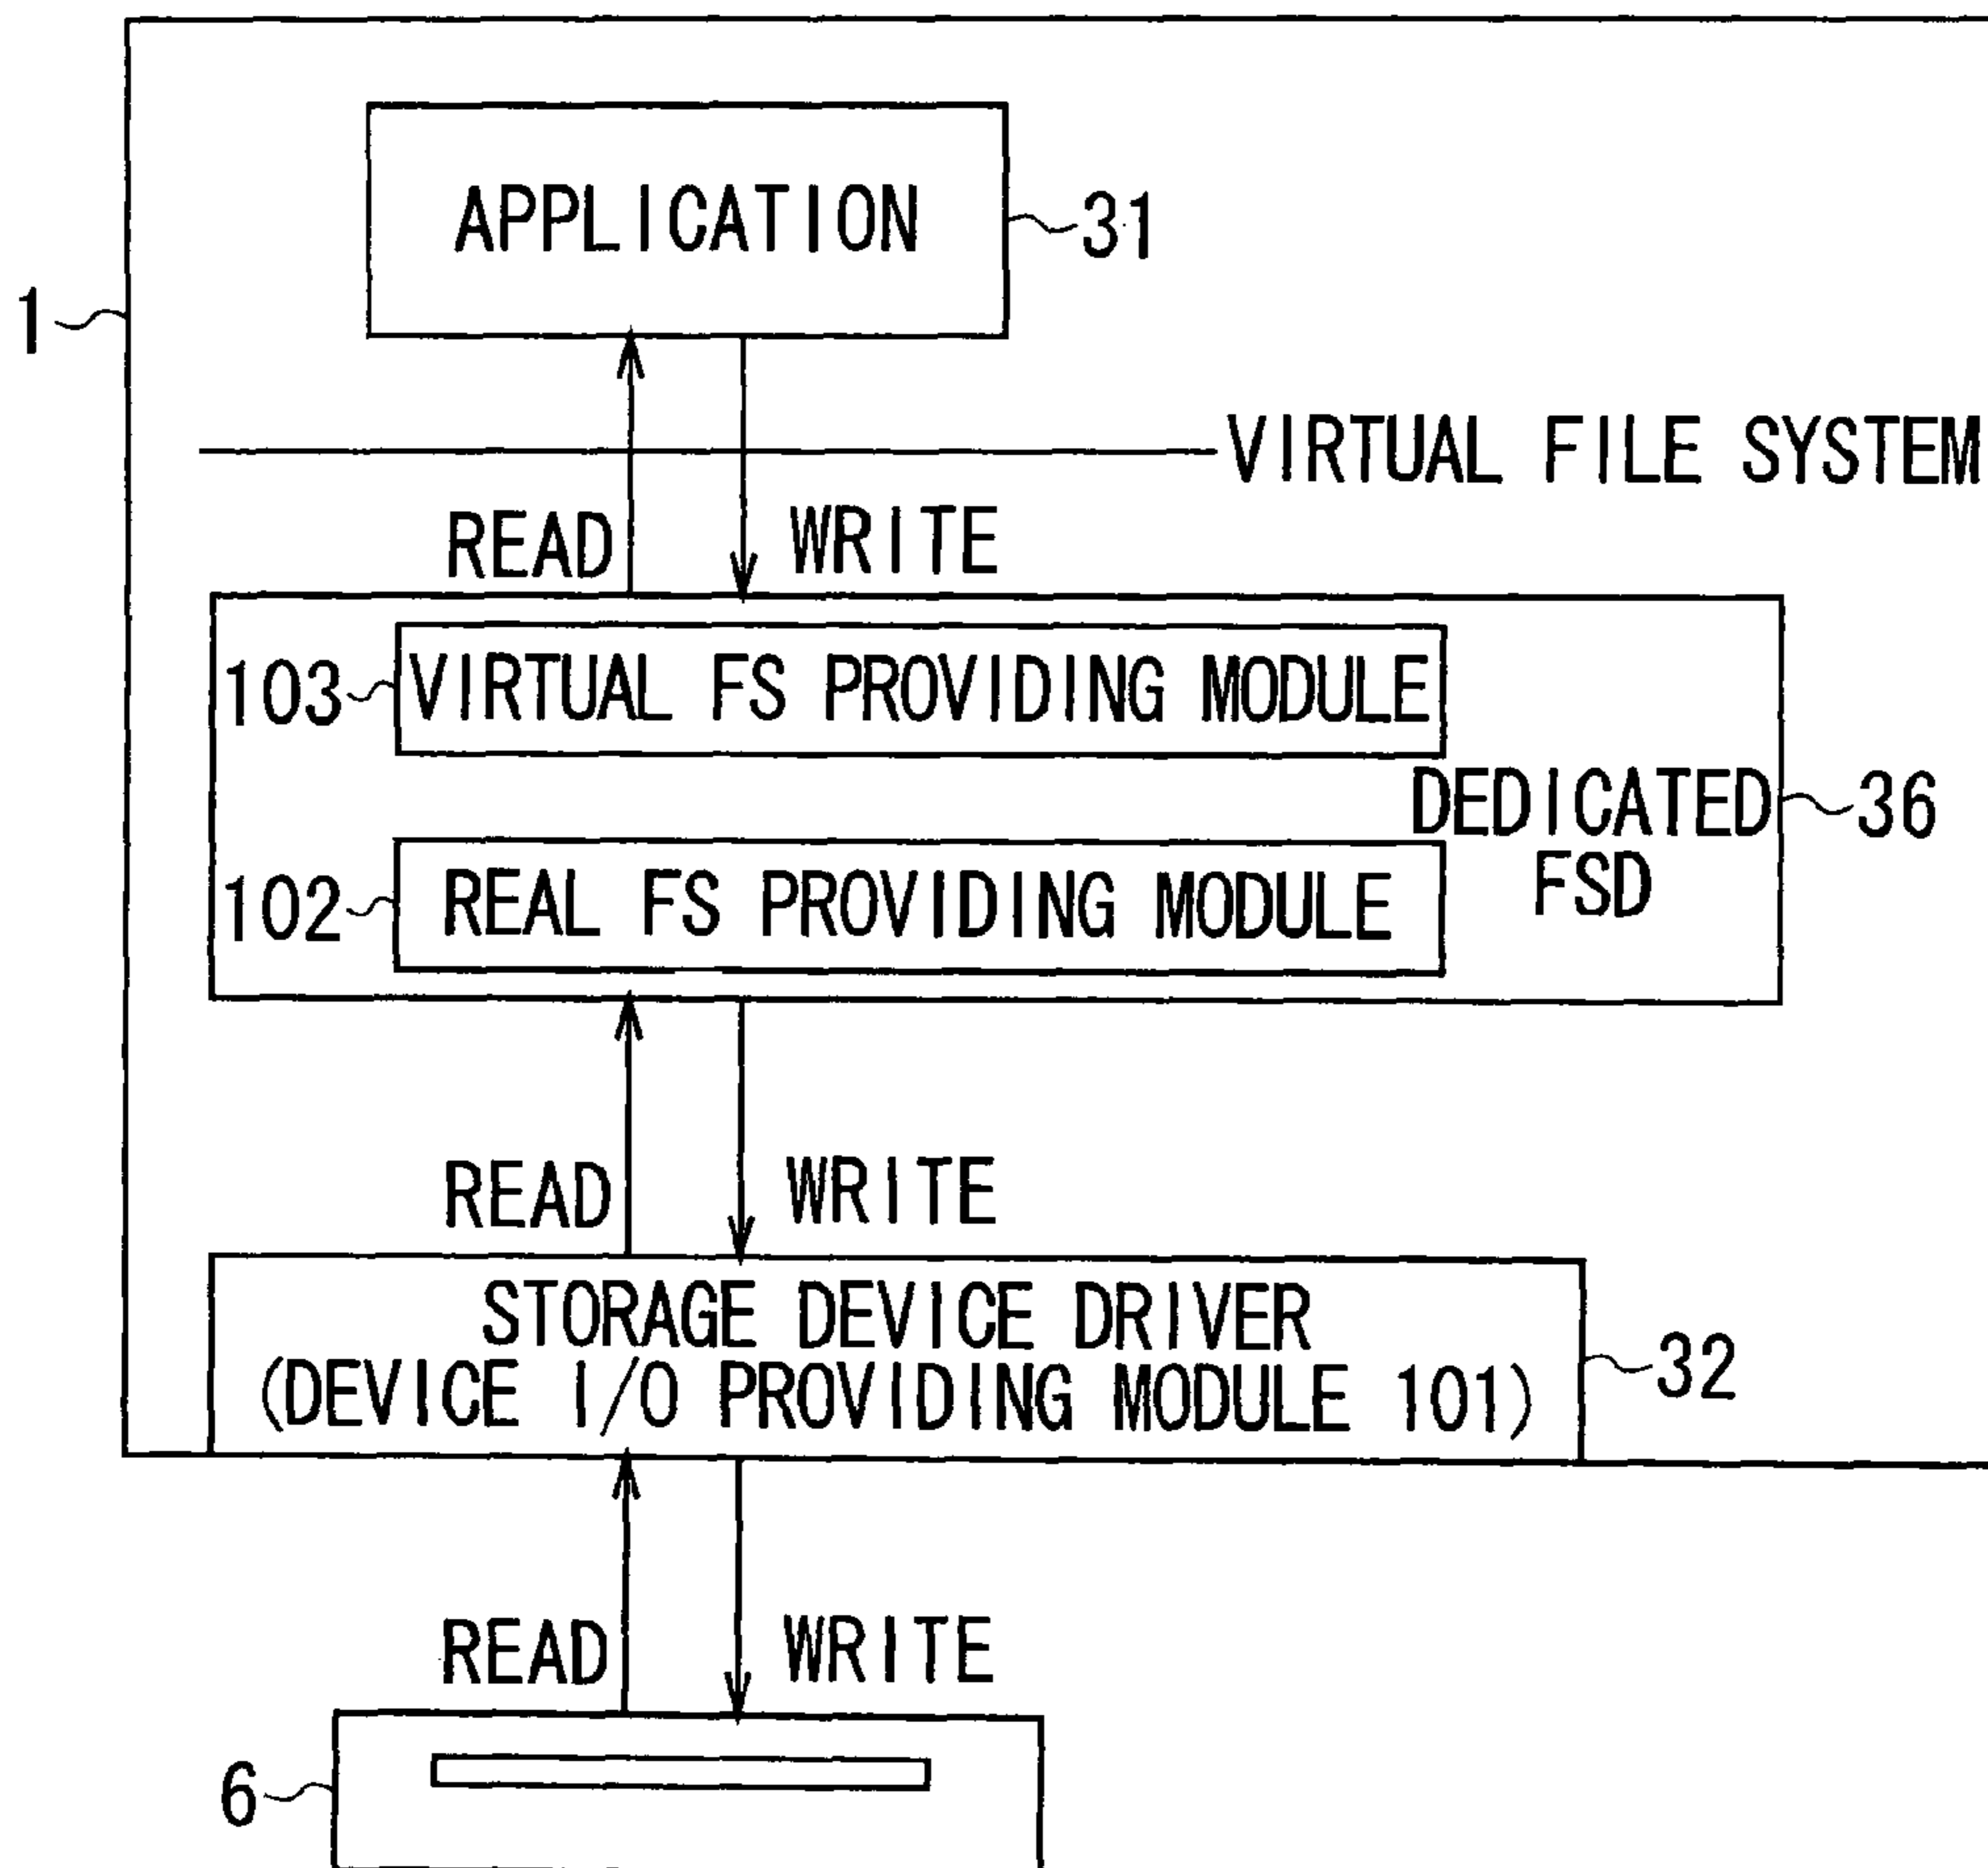 APPLICATION
31
1
VIRTUAL FILE SYSTEM
READ
WRITE
103
VIRTUAL FS PROVIDING MODULE
DEDICATED
FSD
36
102
REAL FS PROVIDING MODULE
READ
WRITE
STORAGE DEVICE DRIVER
(DEVICE I/O PROVIDING MODULE 101)
32
READ
WRITE
6